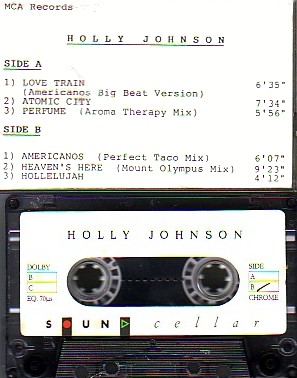 MCA Records
HOLLY JOHNSON
SIDE A
1) LOVE TRAIN 6'35"
(Americanos Big Beat Version)
2) ATOMIC CITY 7'34"
3) PERFUME (Aroma Therapy Mix) 5'56"
SIDE B
1) AMERICANOS (Perfect Taco Mix) 6'07"
2) HEAVEN'S HERE (Mount Olympus Mix) 9'23"
3) HOLLELUJAH 4'12"
HOLLY JOHNSON
DOLBY SIDE
B A
C B
EQ: 70µs CHROME
SOUND cellar